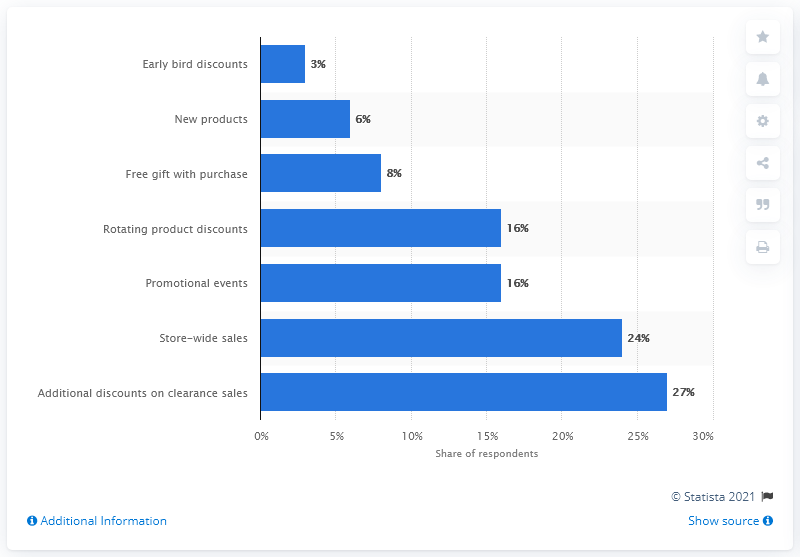 Early bird discounts 3%
New products 6%
Free gift with purchase 8%
Rotating product discounts 16%
Promotional events 16%
Store-wide sales 24%
Additional discounts on clearance sales 27%
0% 5% 10% 15% 20% 25% 30%
Share of respondents
© Statista 2021
Additional Information Show source